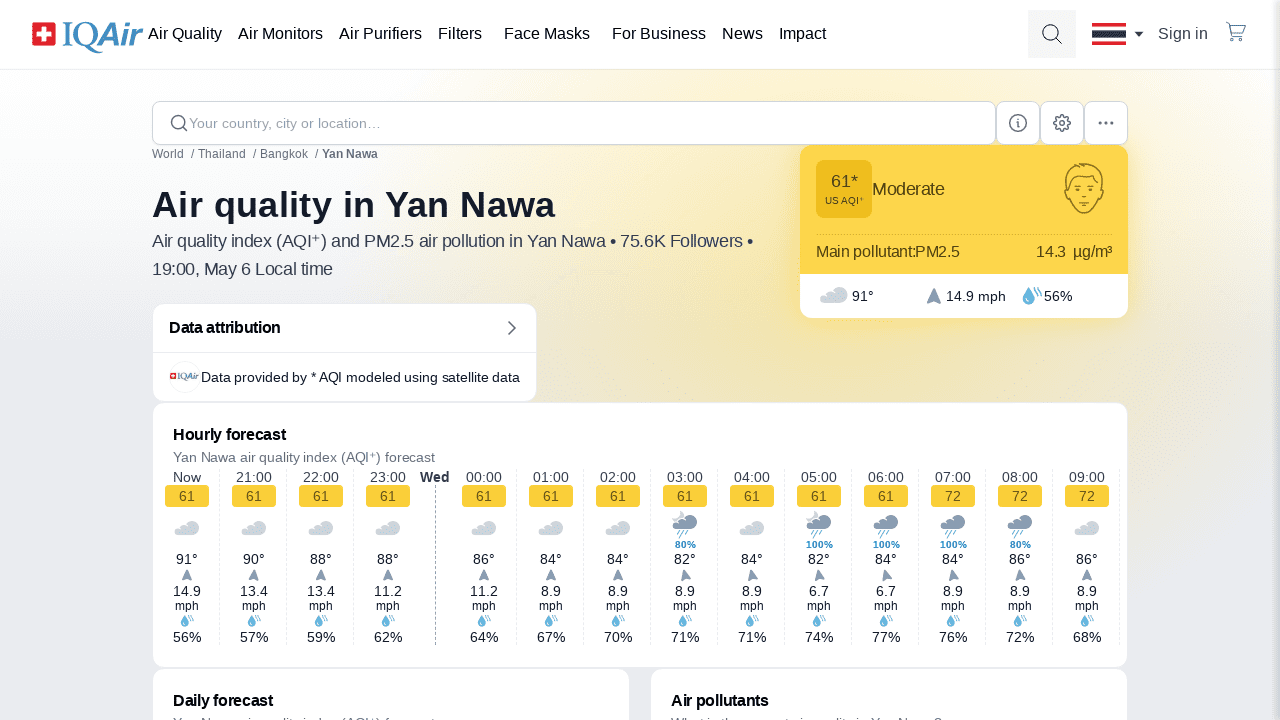 IQAir Air Quality Air Monitors Air Purifiers Filters Face Masks For Business News Impact Sign in
Your country, city or location…
World / Thailand / Bangkok / Yan Nawa
Air quality in Yan Nawa
Air quality index (AQI⁺) and PM2.5 air pollution in Yan Nawa • 75.6K Followers •
19:00, May 6 Local time
61*
US AQI⁺
Moderate
Main pollutant:PM2.5 14.3 µg/m³
91° 14.9 mph 56%
Data attribution
IQAir Data provided by * AQI modeled using satellite data
Hourly forecast
Yan Nawa air quality index (AQI⁺) forecast
Now 21:00 22:00 23:00 Wed 00:00 01:00 02:00 03:00 04:00 05:00 06:00 07:00 08:00 09:00
61 61 61 61 61 61 61 61 61 61 61 72 72 72
80% 100% 100% 100% 80%
91° 90° 88° 88° 86° 84° 84° 82° 84° 82° 84° 84° 86° 86°
14.9 13.4 13.4 11.2 11.2 8.9 8.9 8.9 8.9 6.7 6.7 8.9 8.9 8.9
mph mph mph mph mph mph mph mph mph mph mph mph mph mph
56% 57% 59% 62% 64% 67% 70% 71% 71% 74% 77% 76% 72% 68%
Daily forecast
Air pollutants